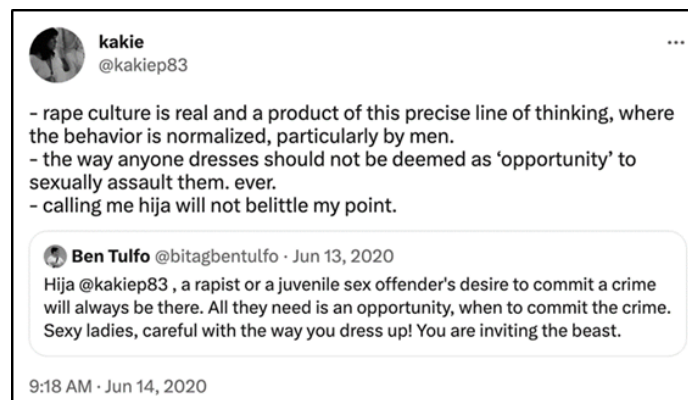 kakie
@kakiep83
- rape culture is real and a product of this precise line of thinking, where
the behavior is normalized, particularly by men.
- the way anyone dresses should not be deemed as ‘opportunity’ to
sexually assault them. ever.
- calling me hija will not belittle my point.
Ben Tulfo @bitagbentulfo · Jun 13, 2020
Hija @kakiep83 , a rapist or a juvenile sex offender's desire to commit a crime
will always be there. All they need is an opportunity, when to commit the crime.
Sexy ladies, careful with the way you dress up! You are inviting the beast.
9:18 AM · Jun 14, 2020